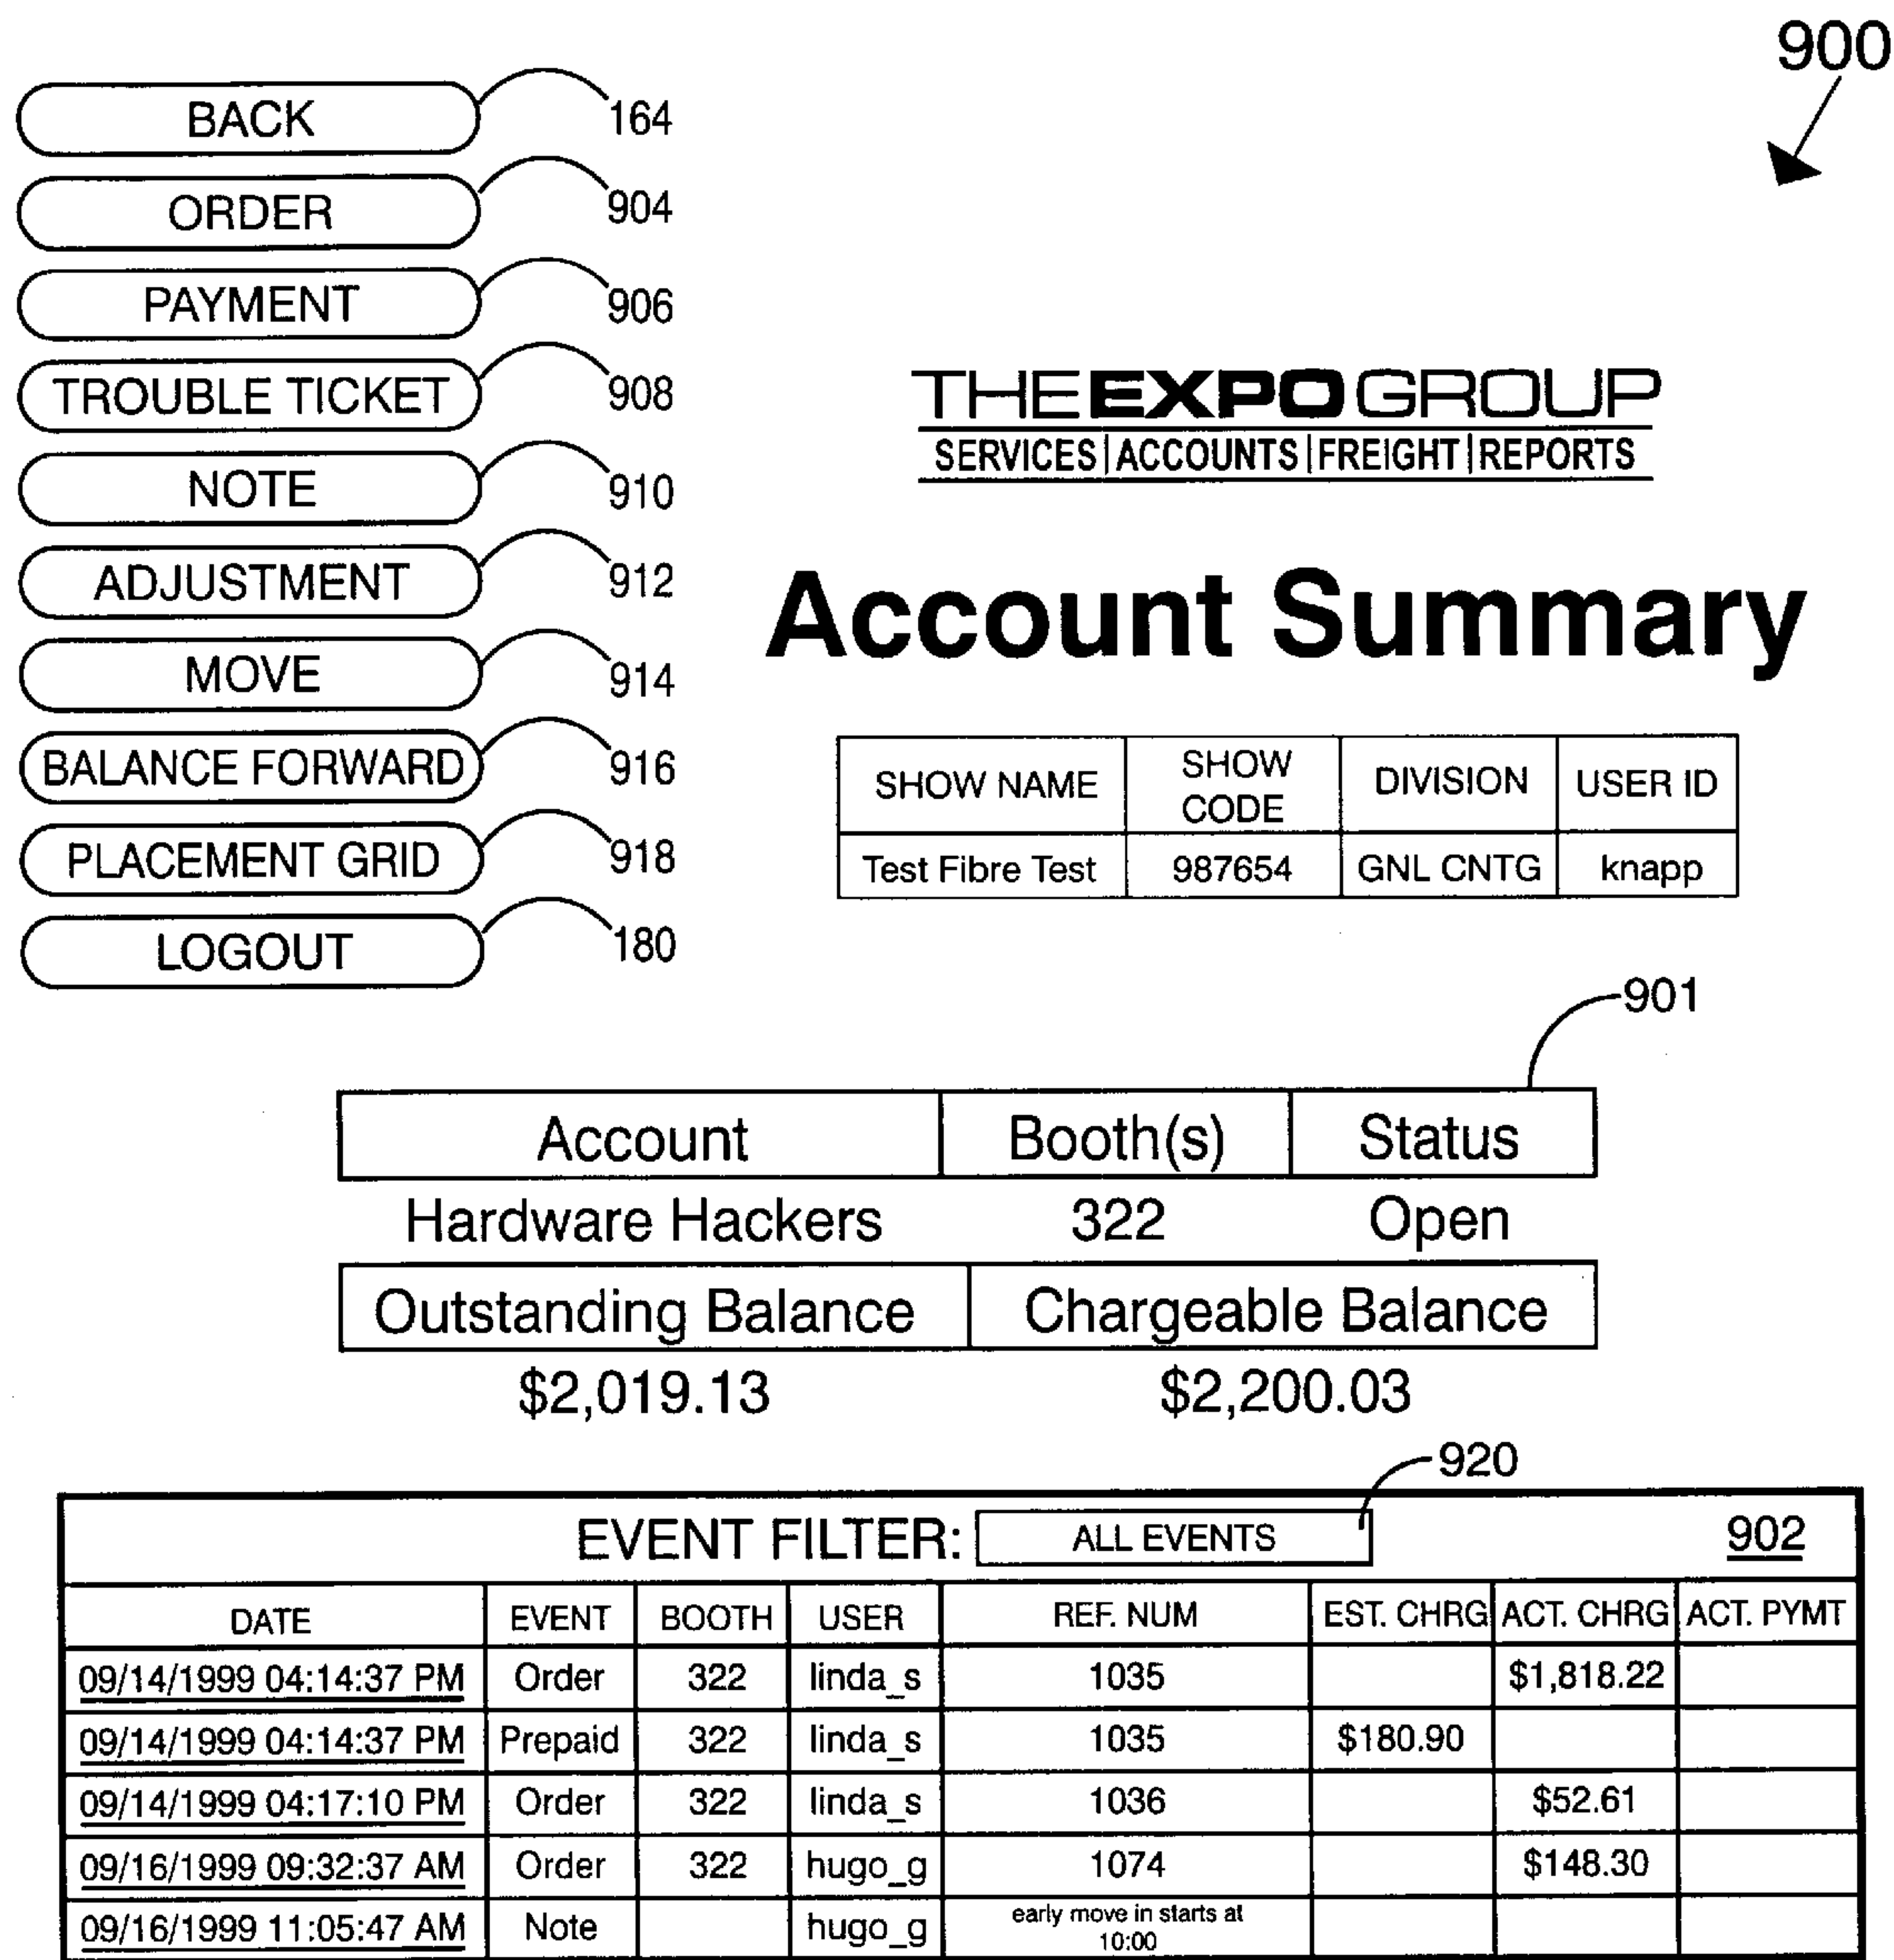 900
BACK 164
ORDER 904
PAYMENT 906
TROUBLE TICKET 908
NOTE 910
ADJUSTMENT 912
MOVE 914
BALANCE FORWARD 916
PLACEMENT GRID 918
LOGOUT 180
THE EXPO GROUP
SERVICES | ACCOUNTS | FREIGHT | REPORTS
Account Summary
SHOW NAME SHOW CODE DIVISION USER ID
Test Fibre Test 987654 GNL CNTG knapp
901
Account Booth(s) Status
Hardware Hackers 322 Open
Outstanding Balance Chargeable Balance
$2,019.13 $2,200.03
920
EVENT FILTER: ALL EVENTS 902
DATE EVENT BOOTH USER REF. NUM EST. CHRG ACT. CHRG ACT. PYMT
09/14/1999 04:14:37 PM Order 322 linda_s 1035 $1,818.22
09/14/1999 04:14:37 PM Prepaid 322 linda_s 1035 $180.90
09/14/1999 04:17:10 PM Order 322 linda_s 1036 $52.61
09/16/1999 09:32:37 AM Order 322 hugo_g 1074 $148.30
09/16/1999 11:05:47 AM Note hugo_g early move in starts at 10:00